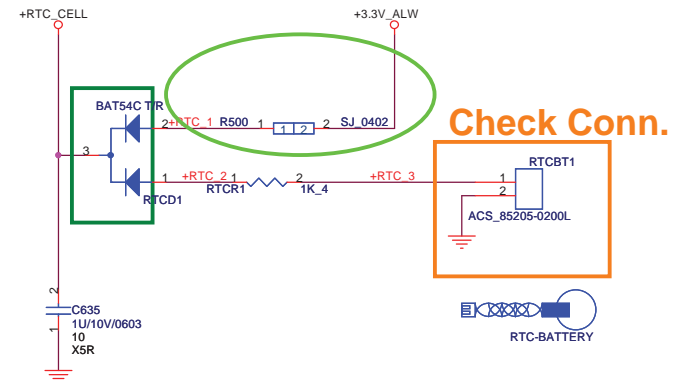 +RTC_CELL
+3.3V_ALW
BAT54C T/R
2
+RTC_1
R500
1
1 2
2
SJ_0402
Check Conn.
3
RTCBT1
1
+RTC_2
1
2
+RTC_3
1
RTCR1
1K_4
2
RTCD1
ACS_85205-0200L
2
C635
1U/10V/0603
1
10
X5R
RTC-BATTERY